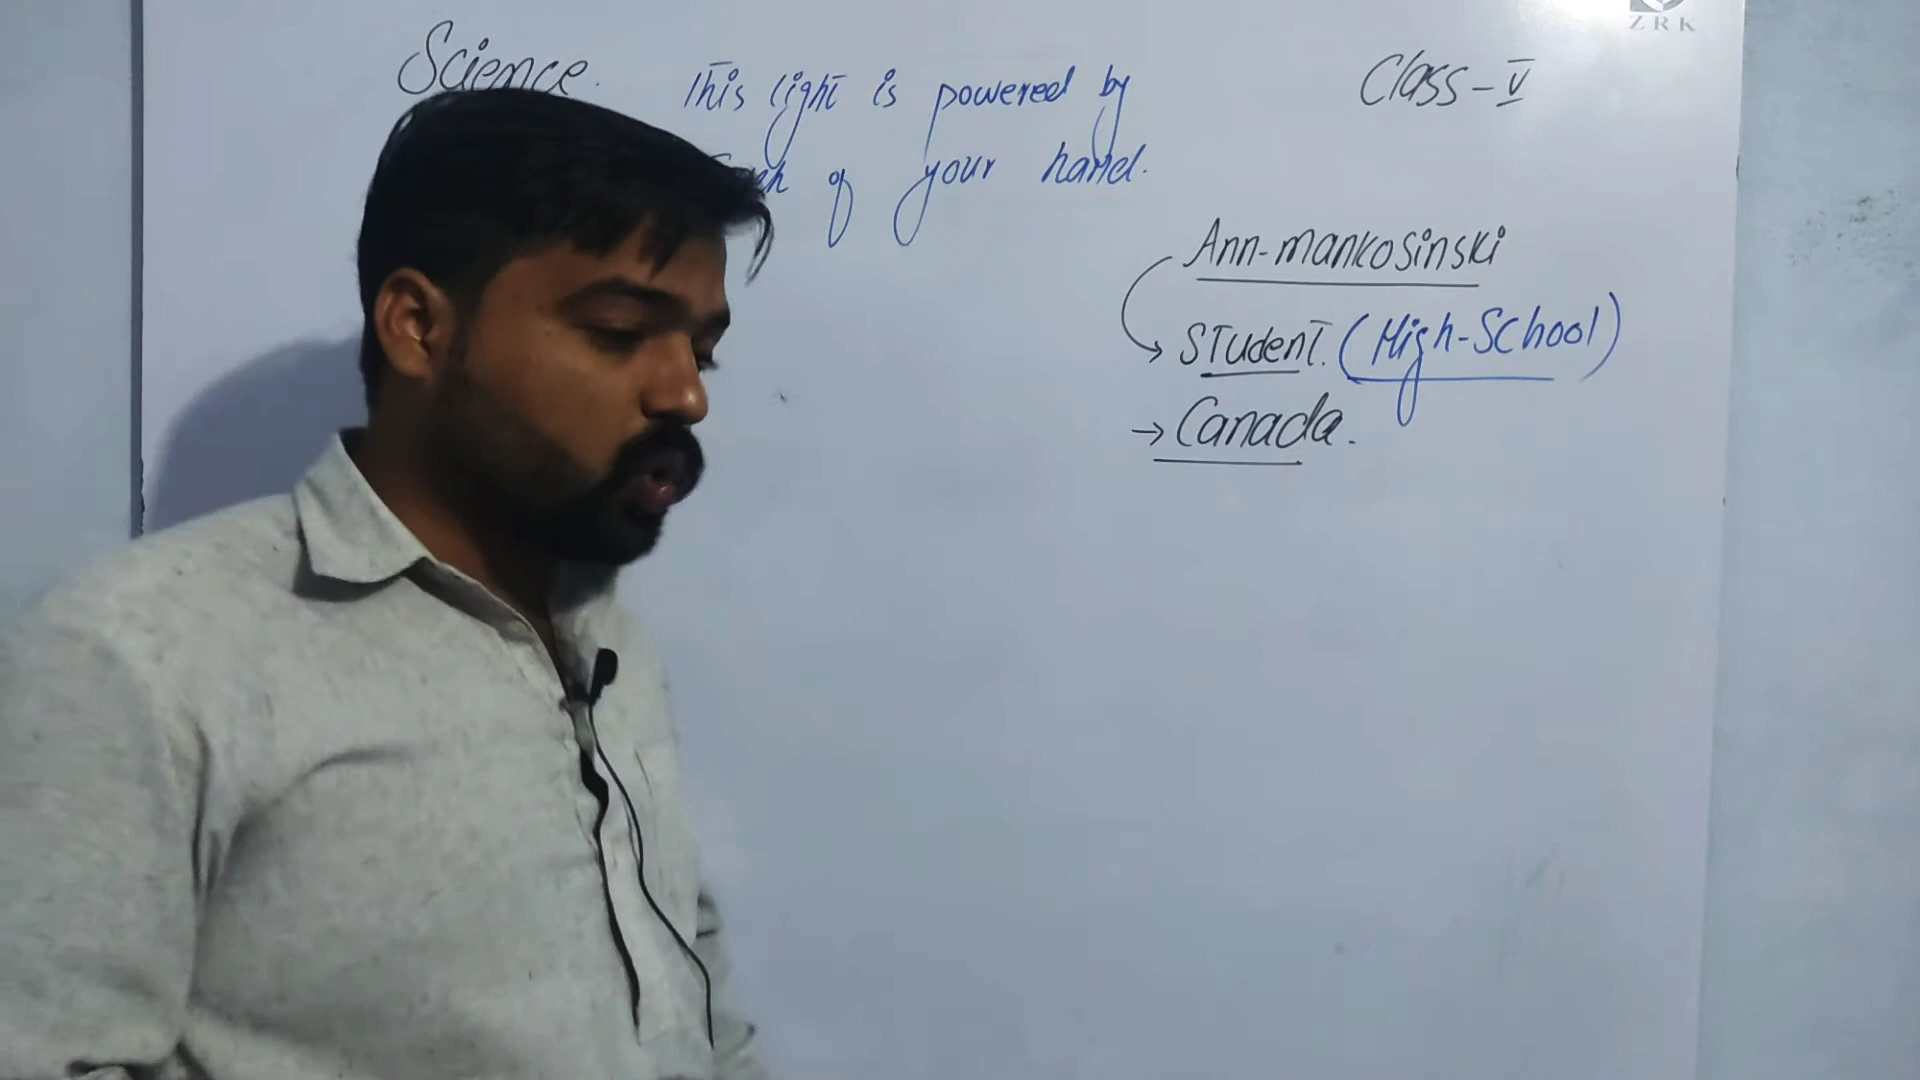 ZRK
Science.
Class-V
This light is powered by
of your hand.
Ann-mankosinski
→ Student. (High-School)
→ Canada.